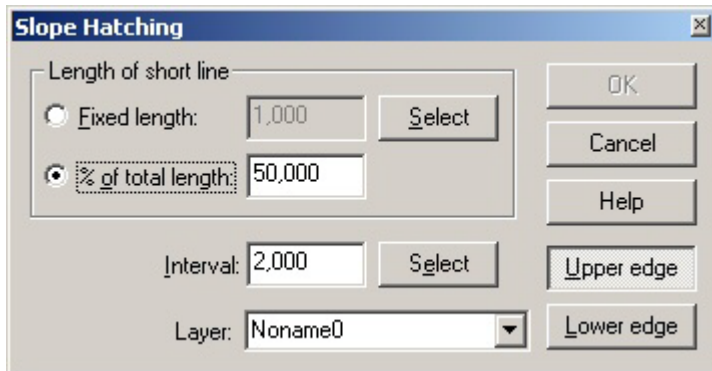 Slope Hatching
Length of short line
Fixed length: 1,000 Select
% of total length: 50,000
Interval: 2,000 Select
Layer: Noname0
OK
Cancel
Help
Upper edge
Lower edge